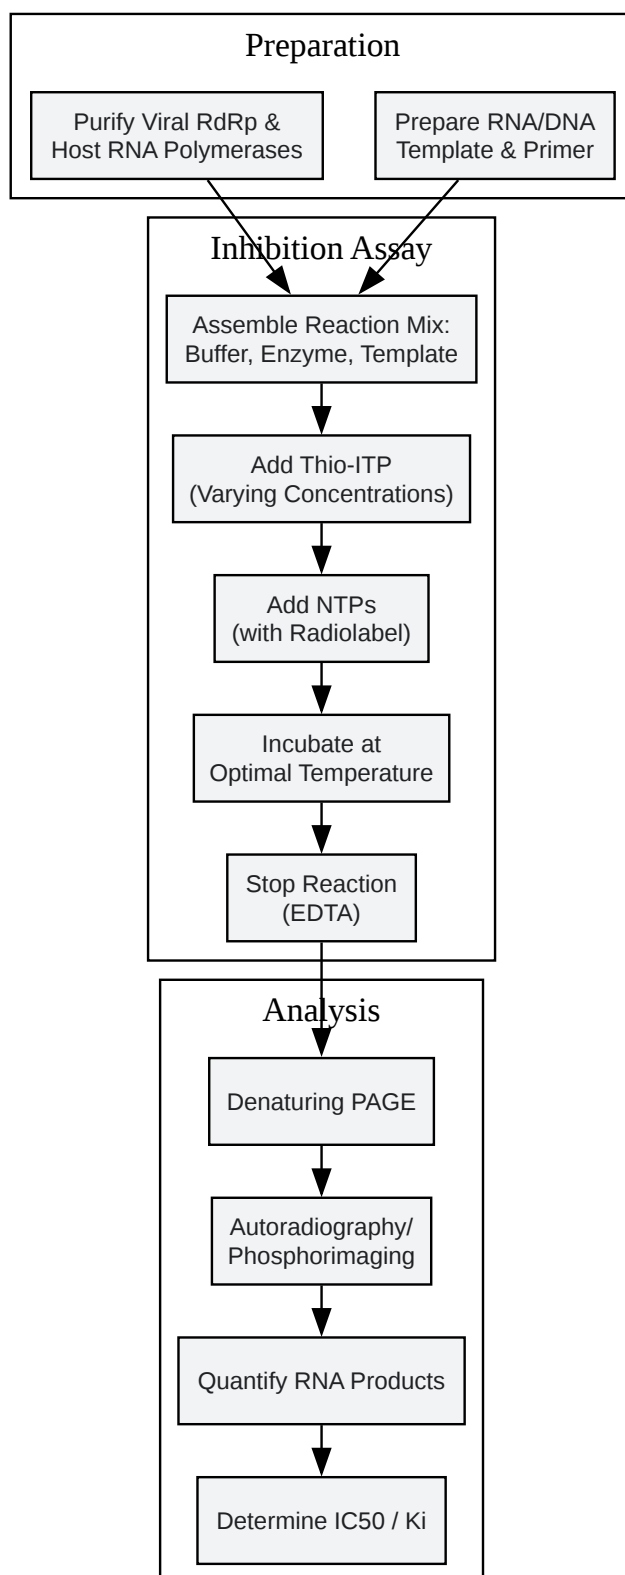 Preparation
Purify Viral RdRp &
Host RNA Polymerases
Prepare RNA/DNA
Template & Primer
Inhibition Assay
Assemble Reaction Mix:
Buffer, Enzyme, Template
Add Thio-ITP
(Varying Concentrations)
Add NTPs
(with Radiolabel)
Incubate at
Optimal Temperature
Stop Reaction
(EDTA)
Analysis
Denaturing PAGE
Autoradiography/
Phosphorimaging
Quantify RNA Products
Determine IC50 / Ki